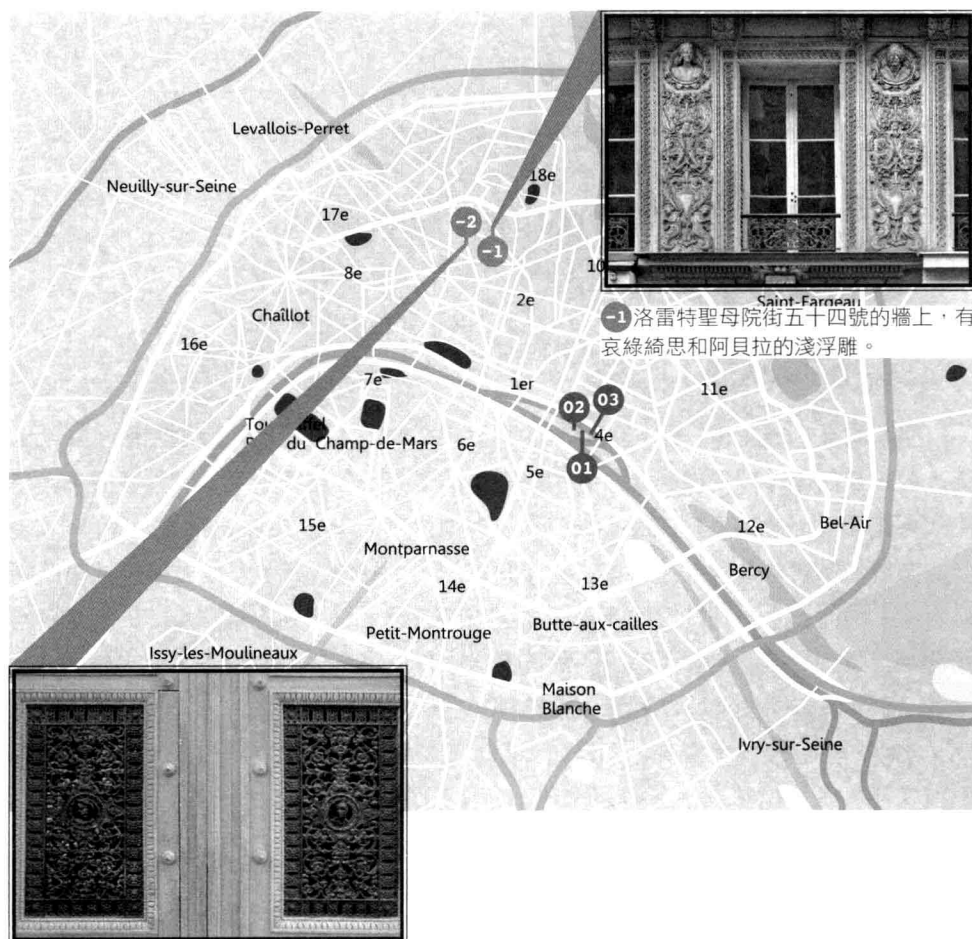 Levallois-Perret
Neuilly-sur-Seine
18e
17e
-2
-1
8e
10
2e
Saint-Fargeau
Chaîllot
-1 洛雷特聖母院街五十四號的牆上,有
哀綠綺思和阿貝拉的淺浮雕。
16e
7e
1er
11e
02
03
4e
du Champ-de-Mars
6e
5e
01
15e
12e
Bel-Air
Montparnasse
Bercy
14e
13e
Petit-Montrouge
Butte-aux-cailles
Issy-les-Moulineaux
Maison
Blanche
Ivry-sur-Seine